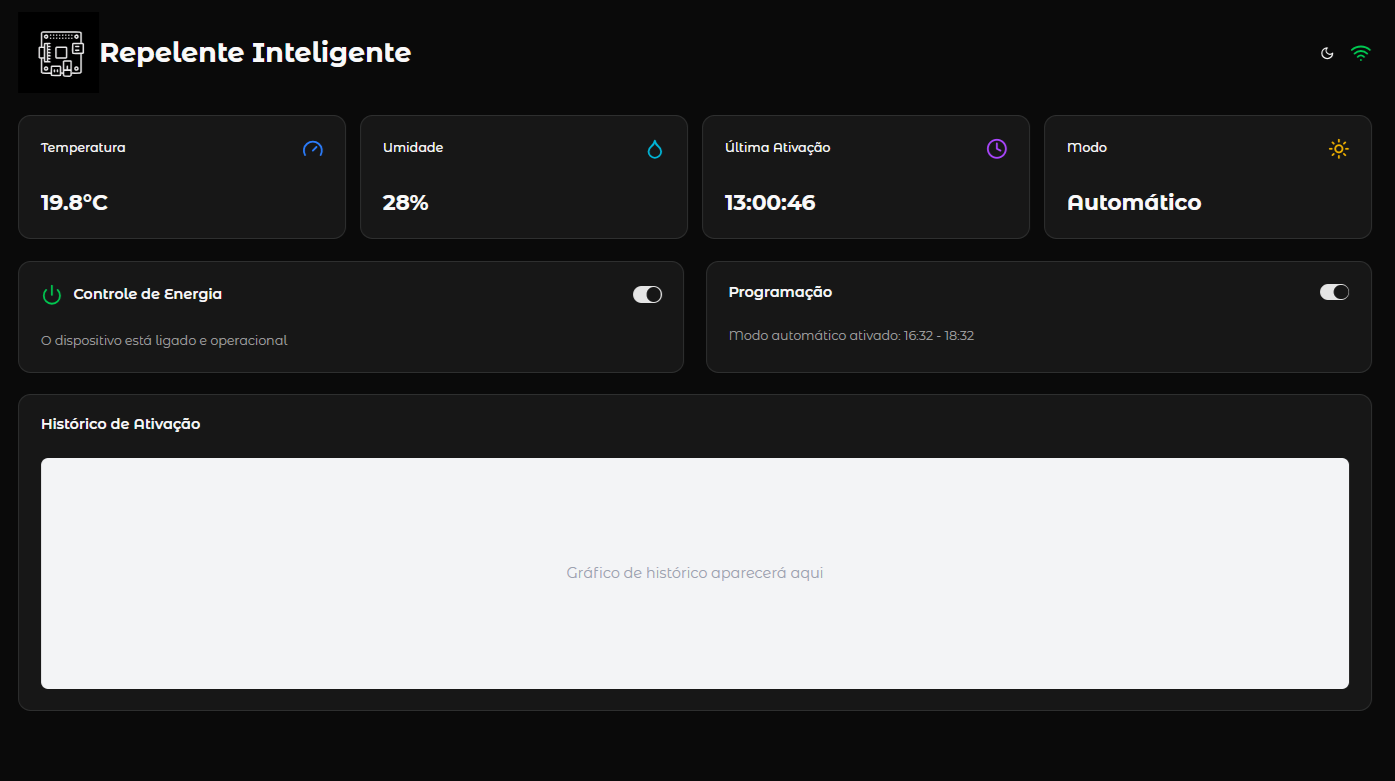 Repelente Inteligente
Temperatura
19.8°C
Umidade
28%
Última Ativação
13:00:46
Modo
Automático
Controle de Energia
O dispositivo está ligado e operacional
Programação
Modo automático ativado: 16:32 - 18:32
Histórico de Ativação
Gráfico de histórico aparecerá aqui